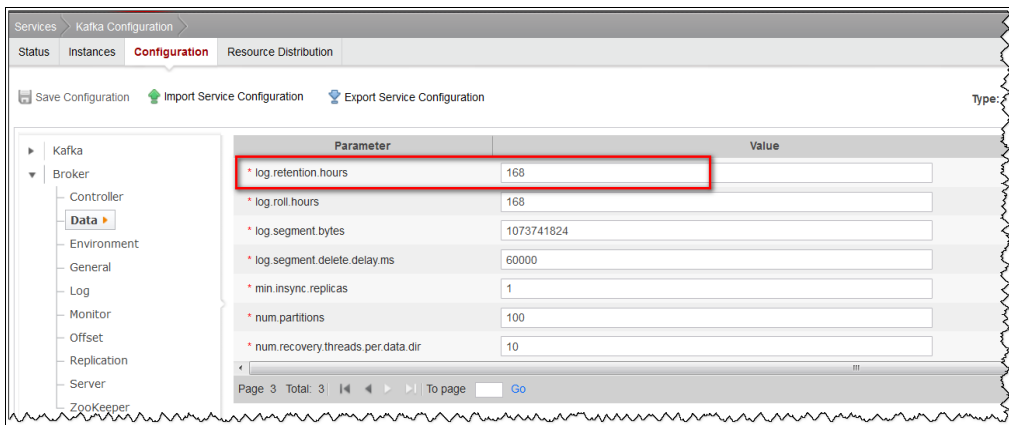 Services Kafka Configuration
Status Instances Configuration Resource Distribution
Save Configuration Import Service Configuration Export Service Configuration Type:
Kafka
Broker
Controller
Data
Environment
General
Log
Monitor
Offset
Replication
Server
ZooKeeper
Parameter Value
* log.retention.hours 168
* log.roll.hours 168
* log.segment.bytes 1073741824
* log.segment.delete.delay.ms 60000
* min.insync.replicas 1
* num.partitions 100
* num.recovery.threads.per.data.dir 10
Page 3 Total: 3 To page Go